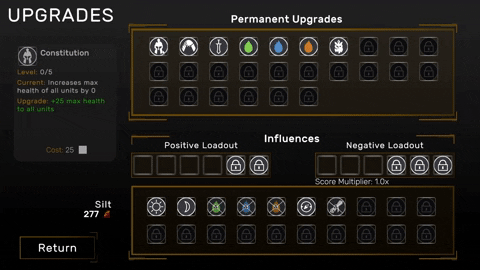 UPGRADES
Permanent Upgrades
Constitution
Level: 0/5
Current: Increases max
health of all units by 0
Upgrade: +25 max health
to all units
Cost: 25
Influences
Positive Loadout
Negative Loadout
Score Multiplier: 1.0x
Silt
277
Return